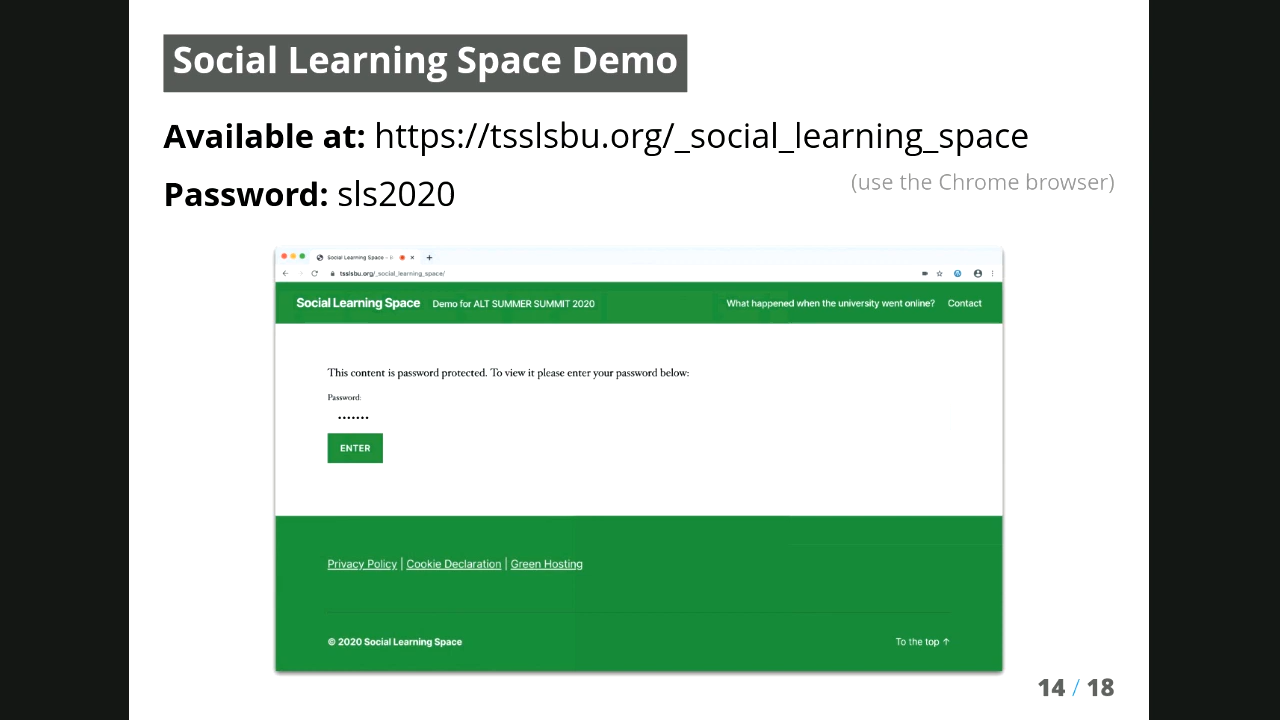 Social Learning Space Demo
Available at: https://tsslsbu.org/_social_learning_space
(use the Chrome browser)
Password: sls2020
Social Learning Space -
tsslsbu.org/_social_learning_space/
Social Learning Space Demo for ALT SUMMER SUMMIT 2020 What happened when the university went online? Contact
This content is password protected. To view it please enter your password below:
Password:
•••••••
ENTER
Privacy Policy | Cookie Declaration | Green Hosting
© 2020 Social Learning Space To the top ↑
14 / 18